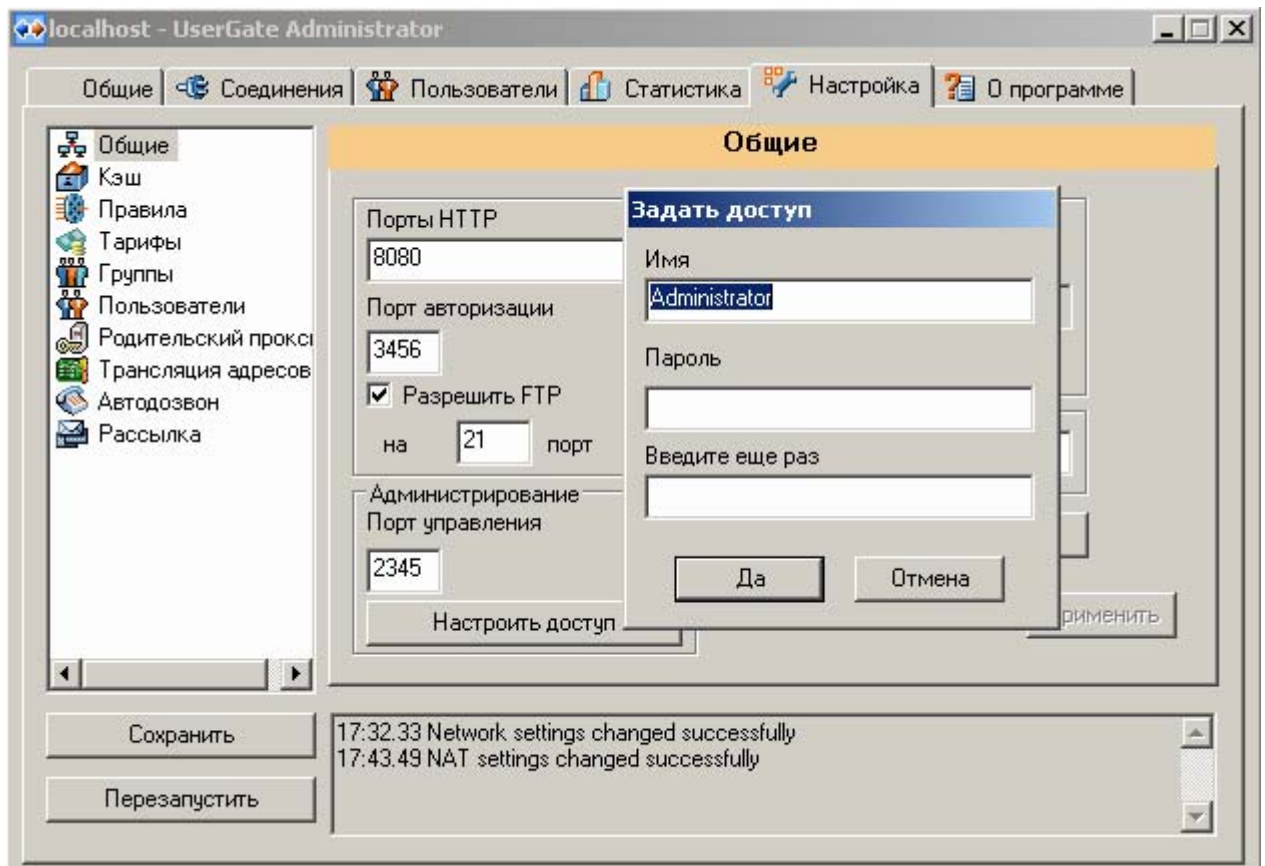 localhost - UserGate Administrator
Общие Соединения Пользователи Статистика Настройка О программе
Общие
Кэш
Правила
Тарифы
Группы
Пользователи
Родительский прокси
Трансляция адресов
Автодозвон
Рассылка
Общие
Порты HTTP
8080
Порт авторизации
3456
Разрешить FTP
на 21 порт
Администрирование
Порт управления
2345
Настроить доступ
Задать доступ
Имя
Administrator
Пароль
Введите еще раз
Да Отмена
рименить
Сохранить
Перезапустить
17:32.33 Network settings changed successfully
17:43.49 NAT settings changed successfully